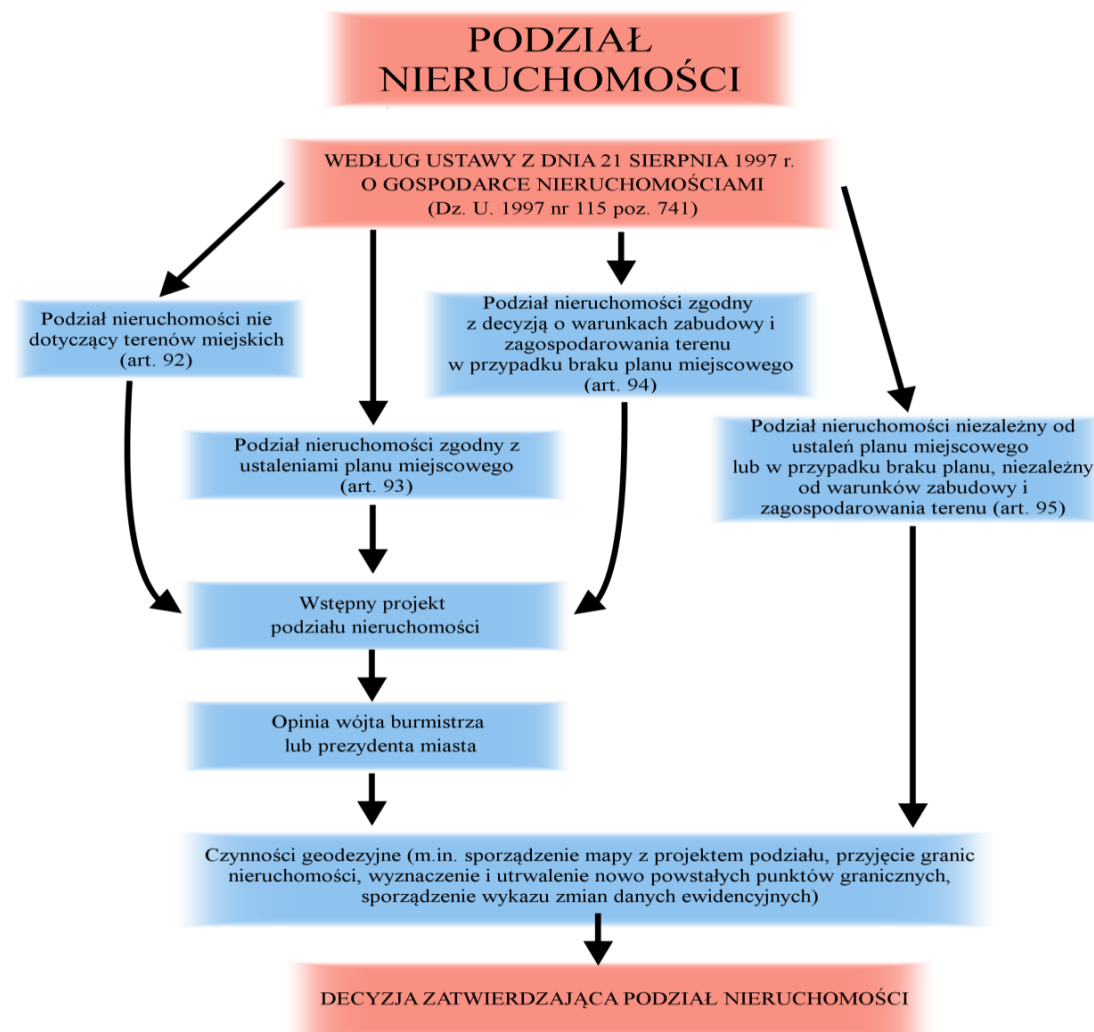 PODZIAŁ
NIERUCHOMOŚCI
WEDŁUG USTAWY Z DNIA 21 SIERPNIA 1997 r.
O GOSPODARCE NIERUCHOMOŚCIAMI
(Dz. U. 1997 nr 115 poz. 741)
Podział nieruchomości nie
dotyczący terenów miejskich
(art. 92)
Podział nieruchomości zgodny z
ustaleniami planu miejscowego
(art. 93)
Podział nieruchomości zgodny
z decyzją o warunkach zabudowy i
zagospodarowania terenu
w przypadku braku planu miejscowego
(art. 94)
Podział nieruchomości niezależny od
ustaleń planu miejscowego
lub w przypadku braku planu, niezależny
od warunków zabudowy i
zagospodarowania terenu (art. 95)
Wstępny projekt
podziału nieruchomości
Opinia wójta burmistrza
lub prezydenta miasta
Czynności geodezyjne (m.in. sporządzenie mapy z projektem podziału, przyjęcie granic
nieruchomości, wyznaczenie i utrwalenie nowo powstałych punktów granicznych,
sporządzenie wykazu zmian danych ewidencyjnych)
DECYZJA ZATWIERDZAJĄCA PODZIAŁ NIERUCHOMOŚCI